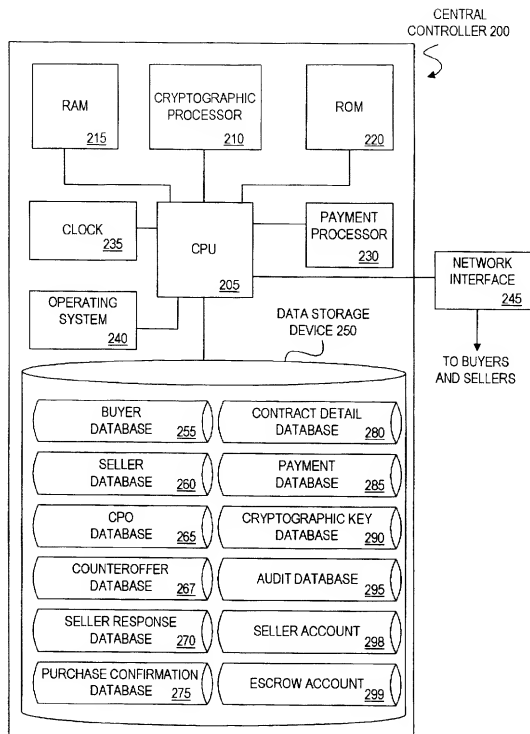 CENTRAL
CONTROLLER 200
RAM
215
CRYPTOGRAPHIC
PROCESSOR
210
ROM
220
CLOCK
235
CPU
205
PAYMENT
PROCESSOR
230
NETWORK
INTERFACE
245
OPERATING
SYSTEM
240
DATA STORAGE
DEVICE 250
TO BUYERS
AND SELLERS
BUYER
DATABASE 255
CONTRACT DETAIL
DATABASE 280
SELLER
DATABASE 260
PAYMENT
DATABASE 285
CPO
DATABASE 265
CRYPTOGRAPHIC KEY
DATABASE 290
COUNTEROFFER
DATABASE 267
AUDIT DATABASE 295
SELLER RESPONSE
DATABASE 270
SELLER ACCOUNT 298
PURCHASE CONFIRMATION
DATABASE 275
ESCROW ACCOUNT 299